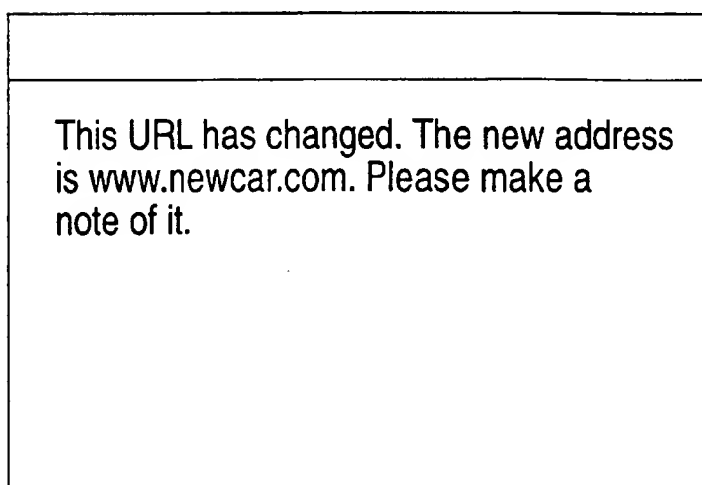 This URL has changed. The new address
is www.newcar.com. Please make a
note of it.